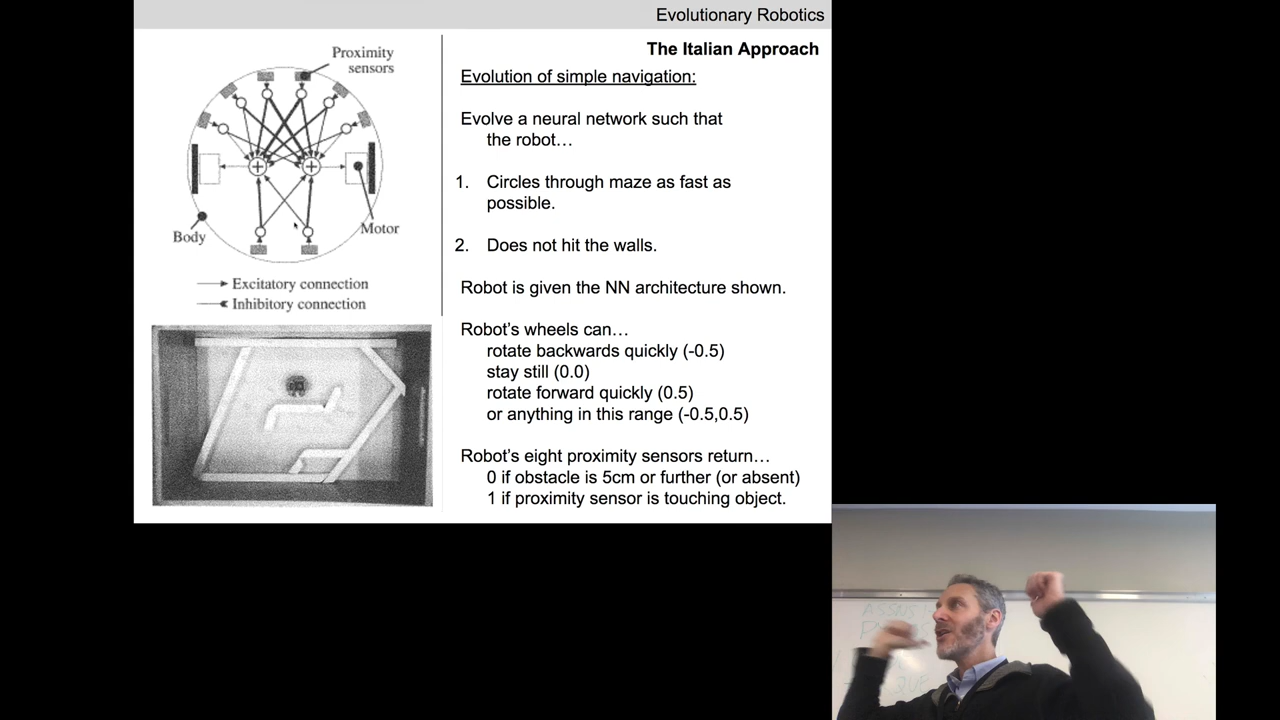 Evolutionary Robotics
The Italian Approach
Proximity
sensors
Body
Motor
Excitatory connection
Inhibitory connection
Evolution of simple navigation:
Evolve a neural network such that
the robot…
1. Circles through maze as fast as
possible.
2. Does not hit the walls.
Robot is given the NN architecture shown.
Robot's wheels can…
rotate backwards quickly (-0.5)
stay still (0.0)
rotate forward quickly (0.5)
or anything in this range (-0.5,0.5)
Robot's eight proximity sensors return…
0 if obstacle is 5cm or further (or absent)
1 if proximity sensor is touching object.